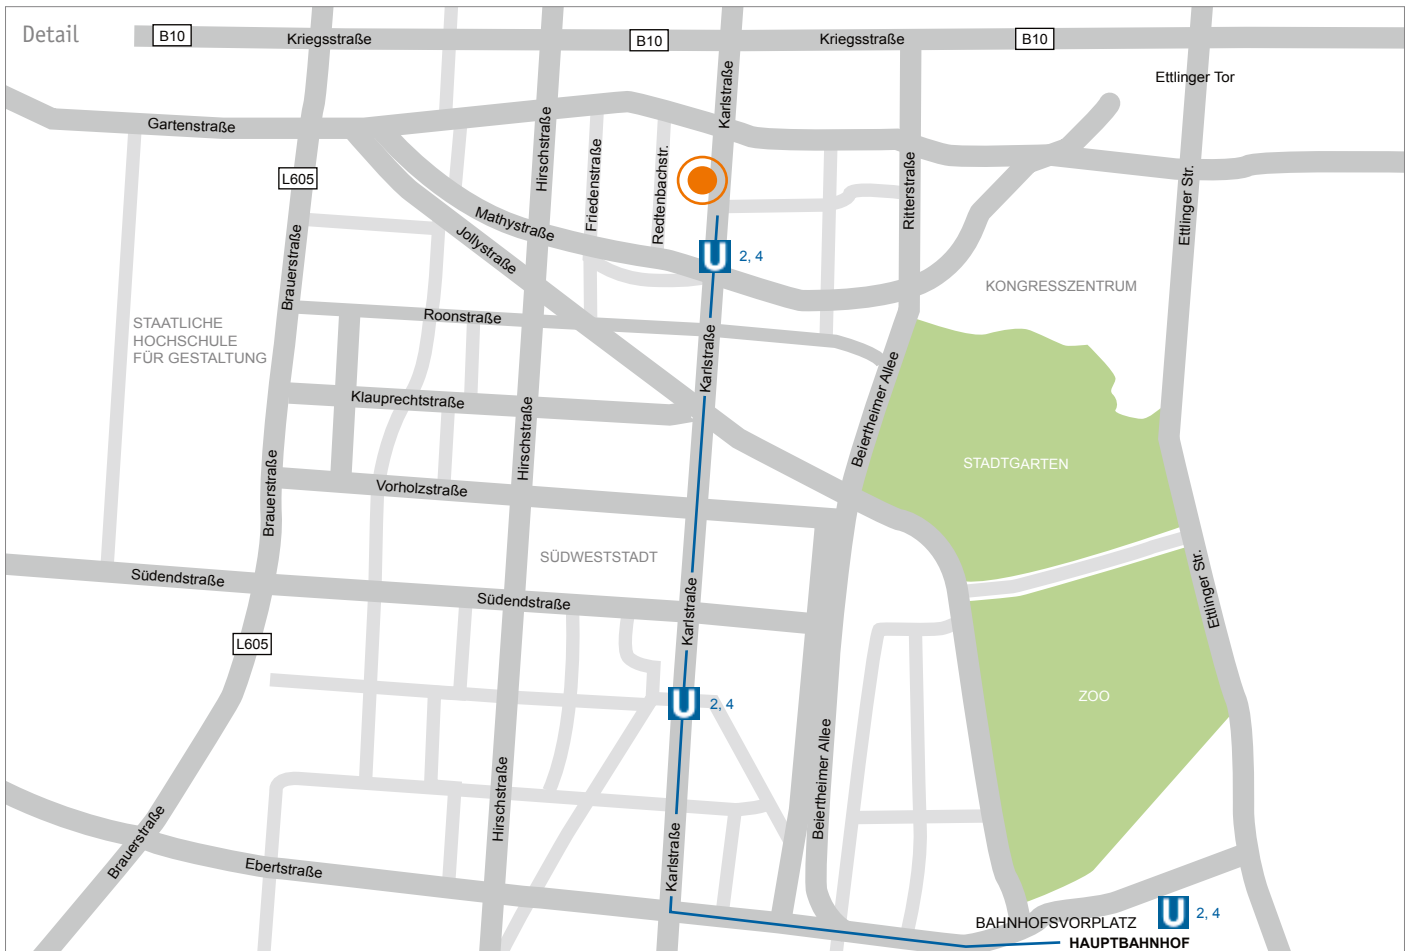 Detail
B10
Kriegsstraße
B10
Kriegsstraße
B10
Ettlinger Tor
Karlstraße
Gartenstraße
Hirschstraße
Friedenstraße
Redtenbachstr.
Ritterstraße
Ettlinger Str.
L605
Mathystraße
Jollystraße
Brauerstraße
U
2, 4
KONGRESSZENTRUM
Roonstraße
STAATLICHE
HOCHSCHULE
FÜR GESTALTUNG
Karlstraße
Beiertheimer Allee
Klauprechtstraße
Hirschstraße
STADTGARTEN
Brauerstraße
Vorholzstraße
SÜDWESTSTADT
Südendstraße
Südendstraße
Karlstraße
Ettlinger Str.
L605
U
2, 4
ZOO
Beiertheimer Allee
Hirschstraße
Brauerstraße
Karlstraße
Ebertstraße
BAHNHOFSVORPLATZ
U
2, 4
HAUPTBAHNHOF